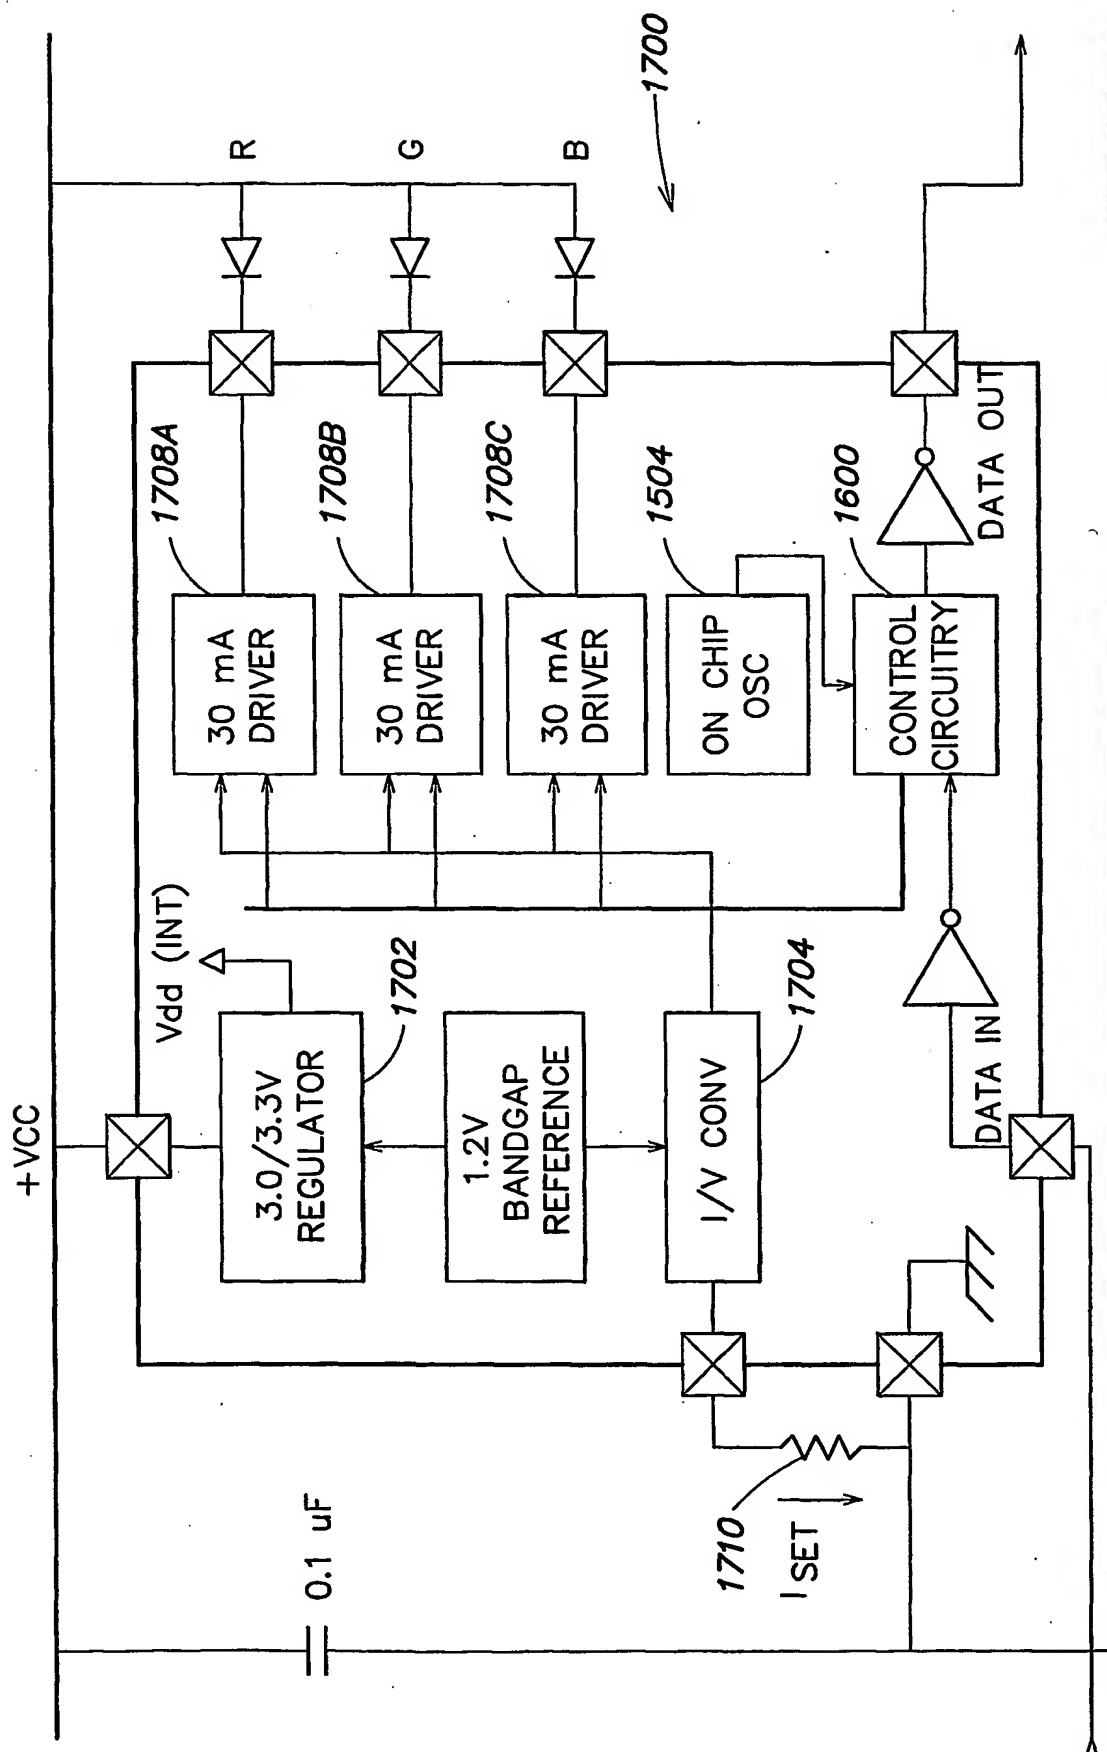 +VCC
0.1 uF
Vdd (INT)
3.0/3.3V
REGULATOR
1702
1.2V
BANDGAP
REFERENCE
I/V CONV
1704
1710
I SET
DATA IN
30 mA
DRIVER
1708A
30 mA
DRIVER
1708B
30 mA
DRIVER
1708C
ON CHIP
OSC
1504
CONTROL
CIRCUITRY
1600
DATA OUT
R
G
B
1700